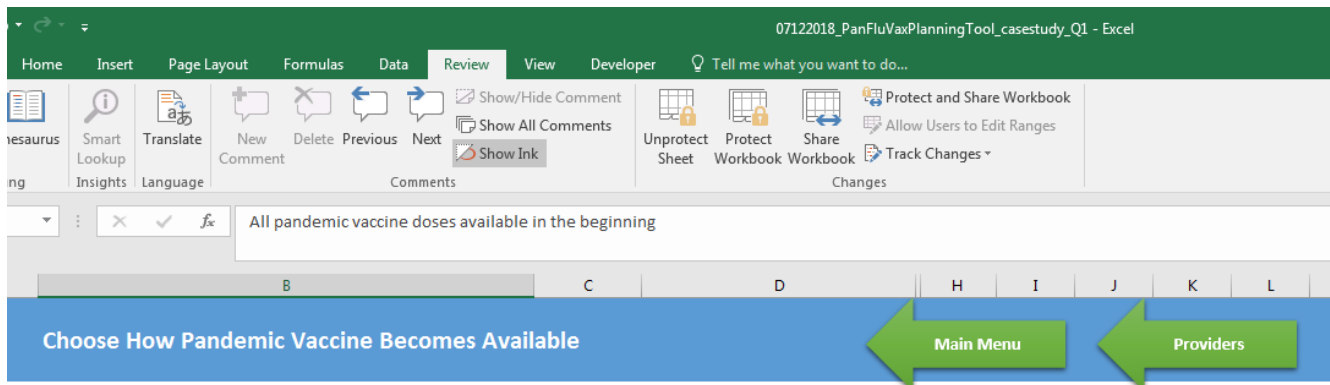 07122018_PanFluVaxPlanningTool_casestudy_Q1 - Excel
Home Insert Page Layout Formulas Data Review View Developer Tell me what you want to do...
hesaurus
Smart Lookup
Translate
New Comment
Delete
Previous
Next
Show/Hide Comment
Show All Comments
Show Ink
Unprotect Sheet
Protect Workbook
Share Workbook
Protect and Share Workbook
Allow Users to Edit Ranges
Track Changes
ng Insights Language Comments Changes
fx All pandemic vaccine doses available in the beginning
B C D H I J K L
Choose How Pandemic Vaccine Becomes Available Main Menu Providers